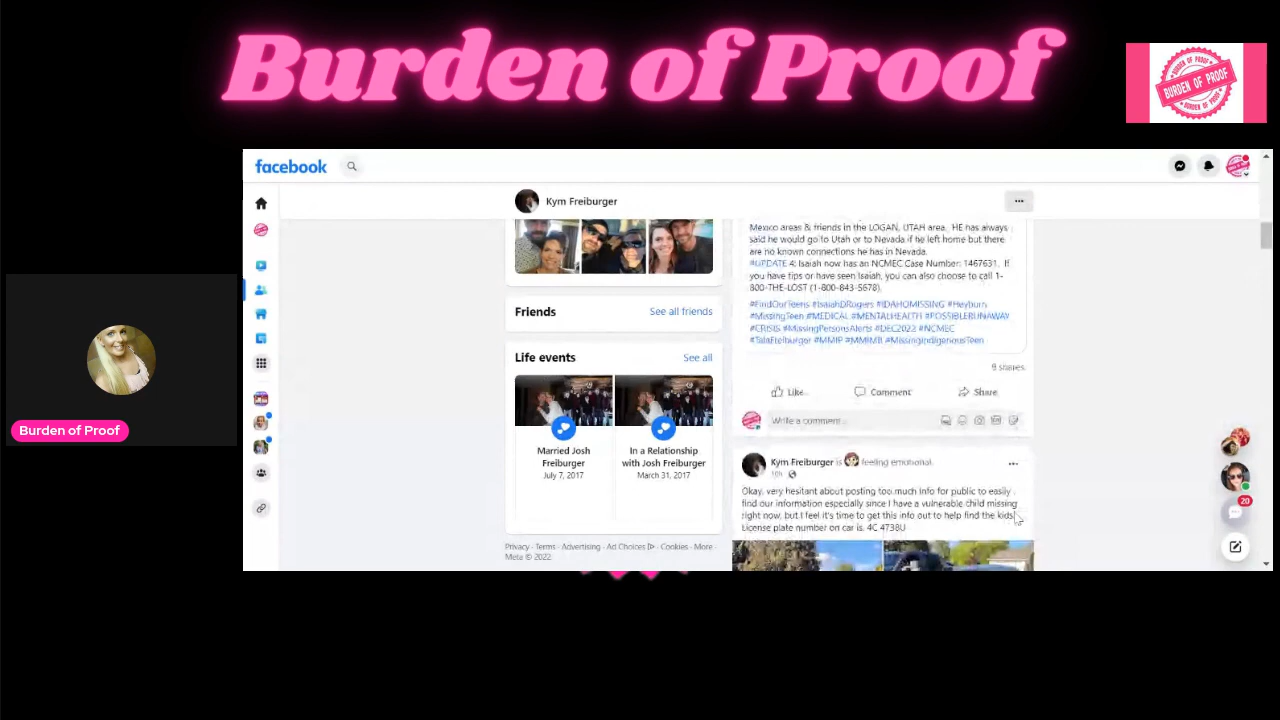 Burden of Proof
BURDEN OF PROOF
BURDEN OF PROOF
BURDEN OF PROOF
facebook
Kym Freiburger
Mexico areas & friends in the LOGAN, UTAH area. HE has always
said he would go to Utah or to Nevada if he left home but there
are no known connections he has in Nevada.
#UPDATE 4: Isaiah now has an NCMEC Case Number: 1467631. If
you have tips or have seen Isaiah, you can also choose to call 1-
800-THE-LOST (1-800-843-5678).
#FindOurTeens #IsaiahDRogers #IDAHOMISSING #Heyburn
#MissingTeen #MEDICAL #MENTALHEALTH #POSSIBLERUNAWAY
#CRISIS #MissingPersonsAlerts #DEC2022 #NCMEC
#TalaFreiburger #MMIP #MMIMB #MissingIndigenousTeen
9 shares
Like
Comment
Share
Write a comment...
Friends
See all friends
Life events
See all
Married Josh
Freiburger
July 7, 2017
In a Relationship
with Josh Freiburger
March 31, 2017
Privacy · Terms · Advertising · Ad Choices · Cookies · More ·
Meta © 2022
Kym Freiburger is feeling emotional.
10h
Okay, very hesitant about posting too much info for public to easily
find our information especially since I have a vulnerable child missing
right now, but I feel it's time to get this info out to help find the kids!
License plate number on car is. 4C 4738U
20
Burden of Proof